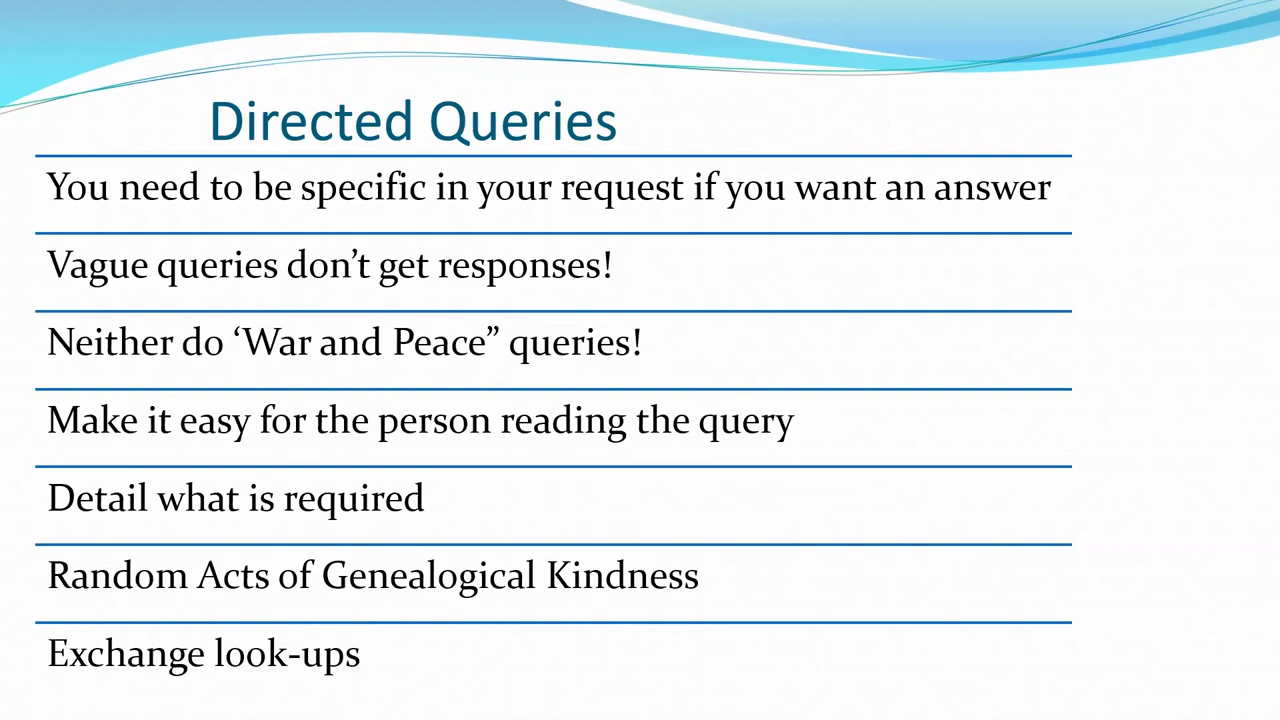 Directed Queries
You need to be specific in your request if you want an answer
Vague queries don’t get responses!
Neither do ‘War and Peace” queries!
Make it easy for the person reading the query
Detail what is required
Random Acts of Genealogical Kindness
Exchange look-ups